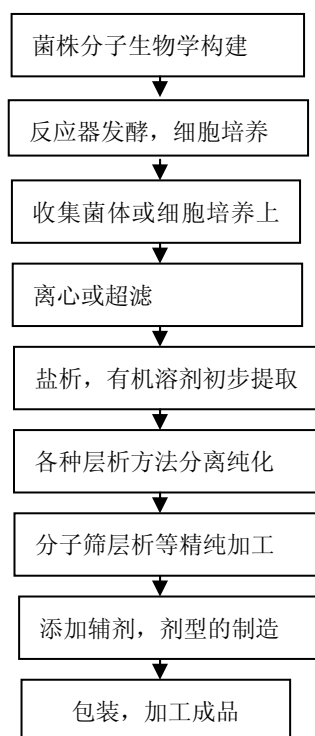 菌株分子生物学构建
反应器发酵，细胞培养
收集菌体或细胞培养上
离心或超滤
盐析，有机溶剂初步提取
各种层析方法分离纯化
分子筛层析等精纯加工
添加辅剂，剂型的制造
包装，加工成品